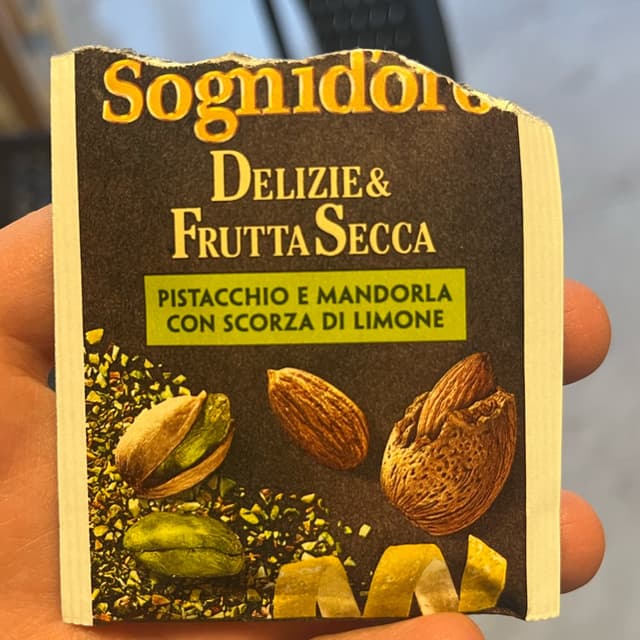 Sognid'oro
DELIZIE &
FRUTTA SECCA
PISTACCHIO E MANDORLA
CON SCORZA DI LIMONE